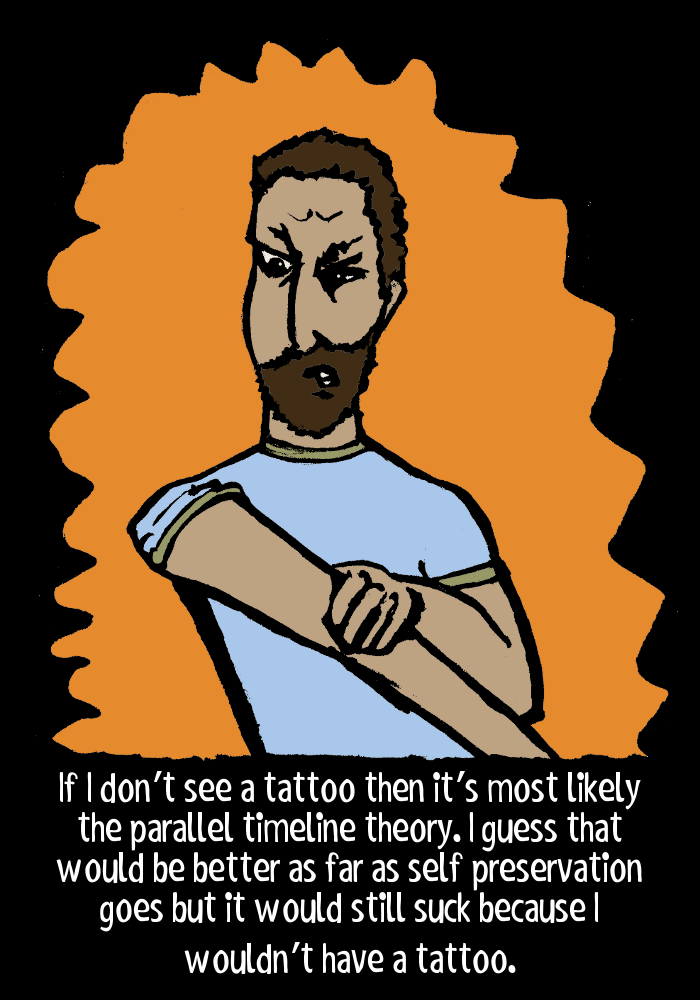 If I don't see a tattoo then it's most likely
the parallel timeline theory. I guess that
would be better as far as self preservation
goes but it would still suck because I
wouldn't have a tattoo.